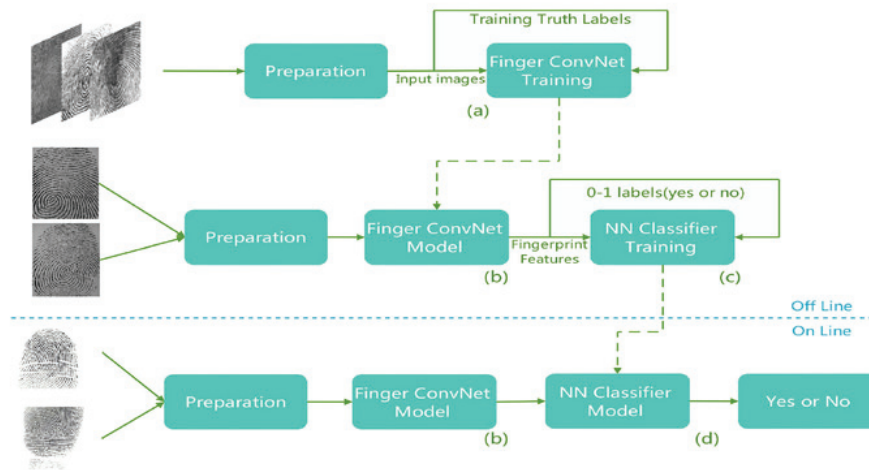 Training Truth Labels
Preparation
Input images
Finger ConvNet
Training
(a)
0-1 labels(yes or no)
Preparation
Finger ConvNet
Model
(b)
Fingerprint
Features
NN Classifier
Training
(c)
Off Line
On Line
Preparation
Finger ConvNet
Model
(b)
NN Classifier
Model
(d)
Yes or No